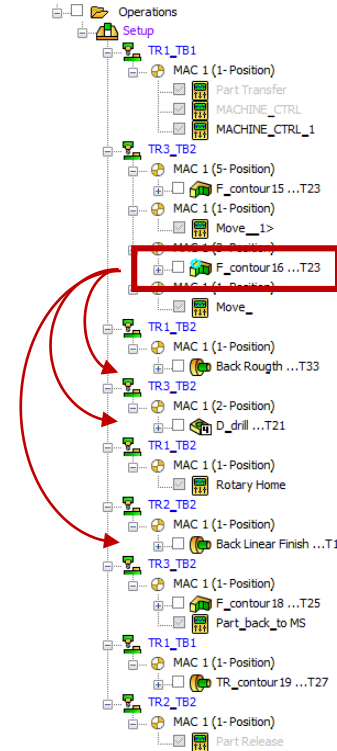 Operations
Setup
TR1_TB1
MAC 1 (1- Position)
Part Transfer
MACHINE_CTRL
MACHINE_CTRL_1
TR3_TB2
MAC 1 (5- Position)
F_contour15 ...T23
MAC 1 (1- Position)
Move__1>
F_contour16 ...T23
Move_
TR1_TB2
MAC 1 (1- Position)
Back Rougth ...T33
TR3_TB2
MAC 1 (2- Position)
D_drill ...T21
TR1_TB2
MAC 1 (1- Position)
Rotary Home
TR2_TB2
MAC 1 (1- Position)
Back Linear Finish ...T1
TR3_TB2
MAC 1 (1- Position)
F_contour18 ...T25
Part_back_to MS
TR1_TB1
MAC 1 (1- Position)
TR_contour19 ...T27
TR2_TB2
MAC 1 (1- Position)
Part Release